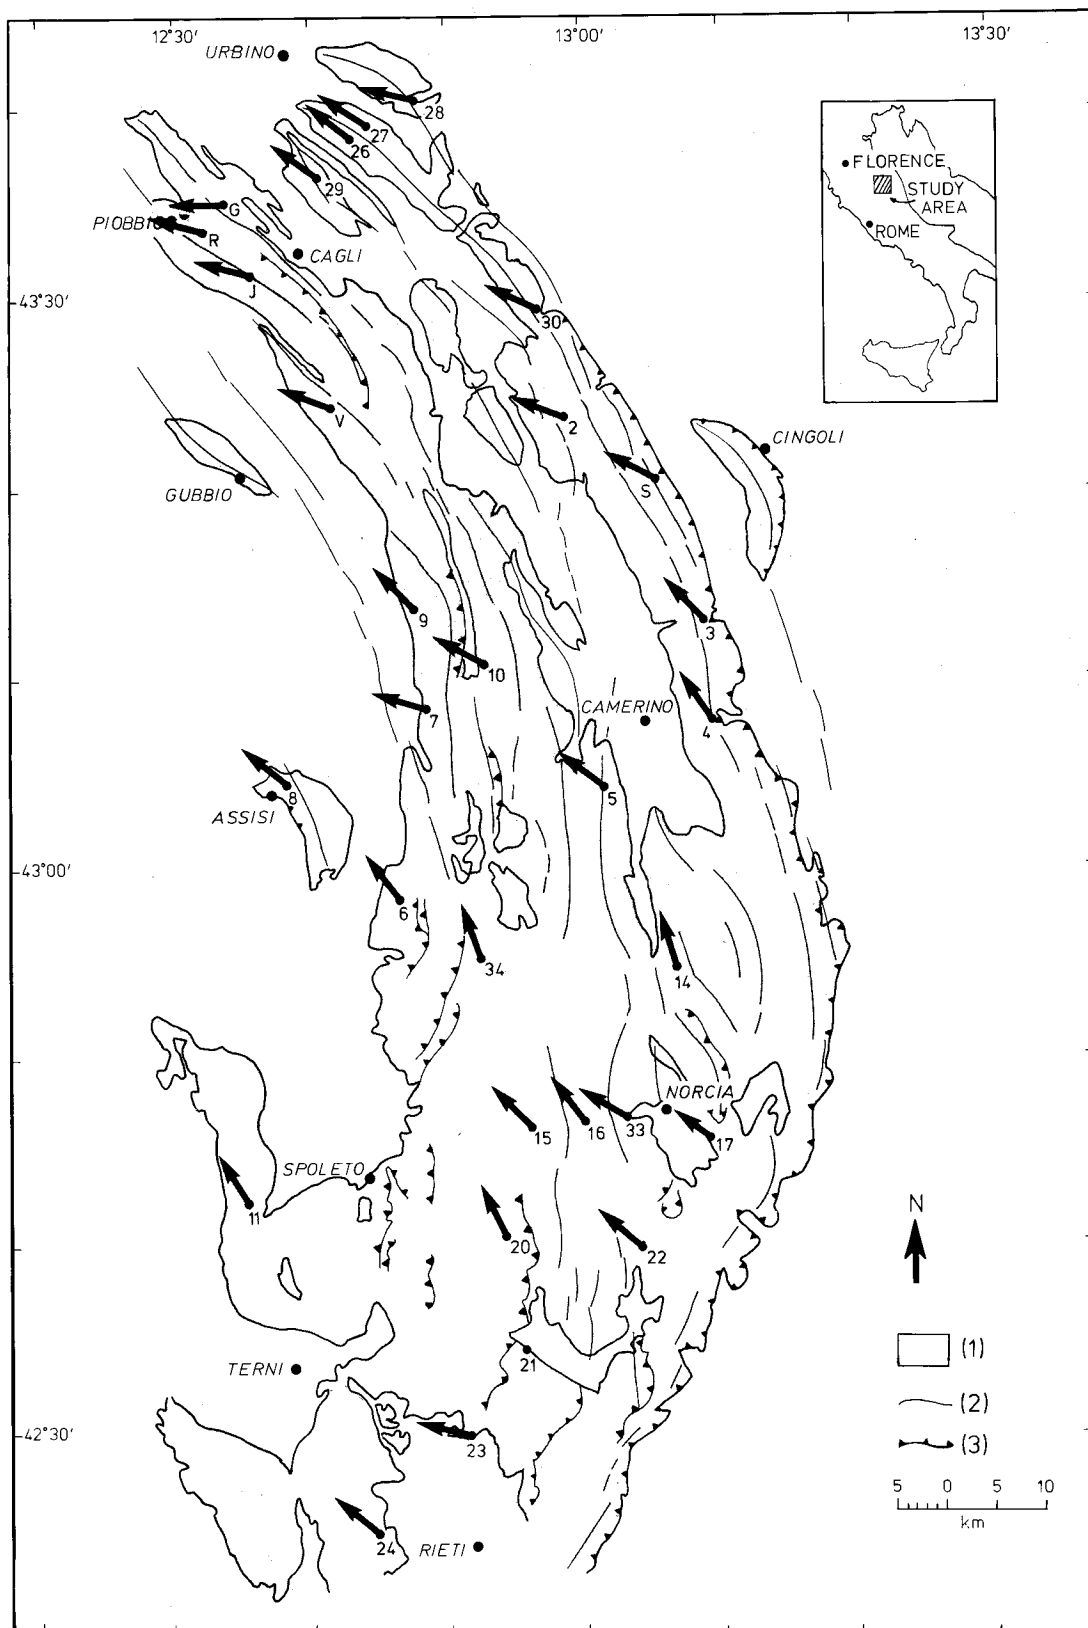 12°30′
13°00′
13°30′
URBINO
28
27
26
29
FLORENCE
STUDY
AREA
ROME
G
PIOBBICO
R
CAGLI
J
43°30′
30
V
2
CINGOLI
S
GUBBIO
9
3
10
CAMERINO
7
4
5
8
ASSISI
43°00′
6
34
14
NORCIA
15
16
33
17
SPOLETO
11
N
20
22
(1)
21
TERNI
(2)
42°30′
23
(3)
5 0 5 10
km
24
RIETI